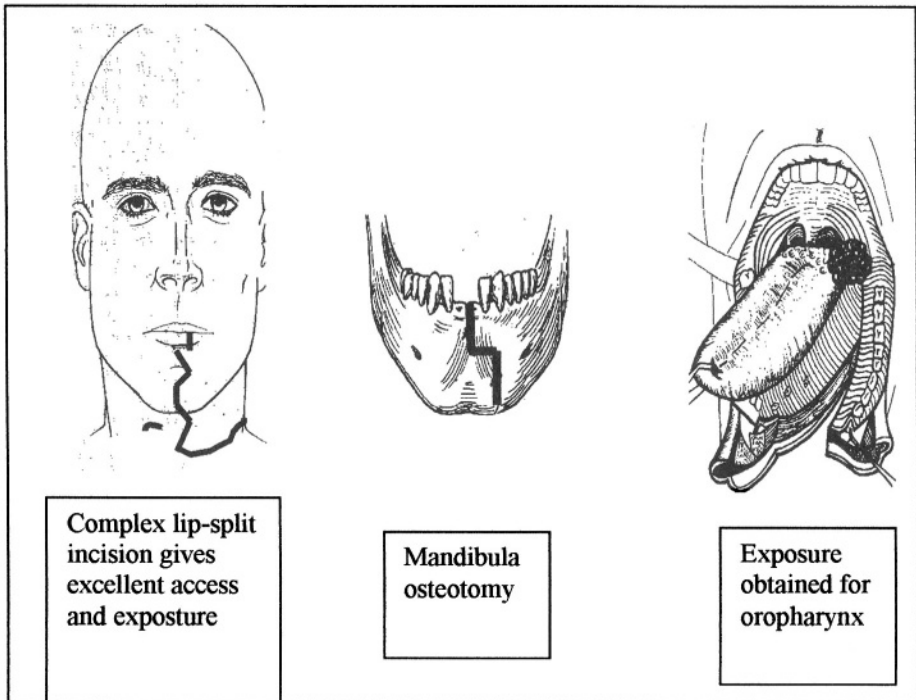 Complex lip-split
incision gives
excellent access
and exposture
Mandibula
osteotomy
Exposure
obtained for
oropharynx